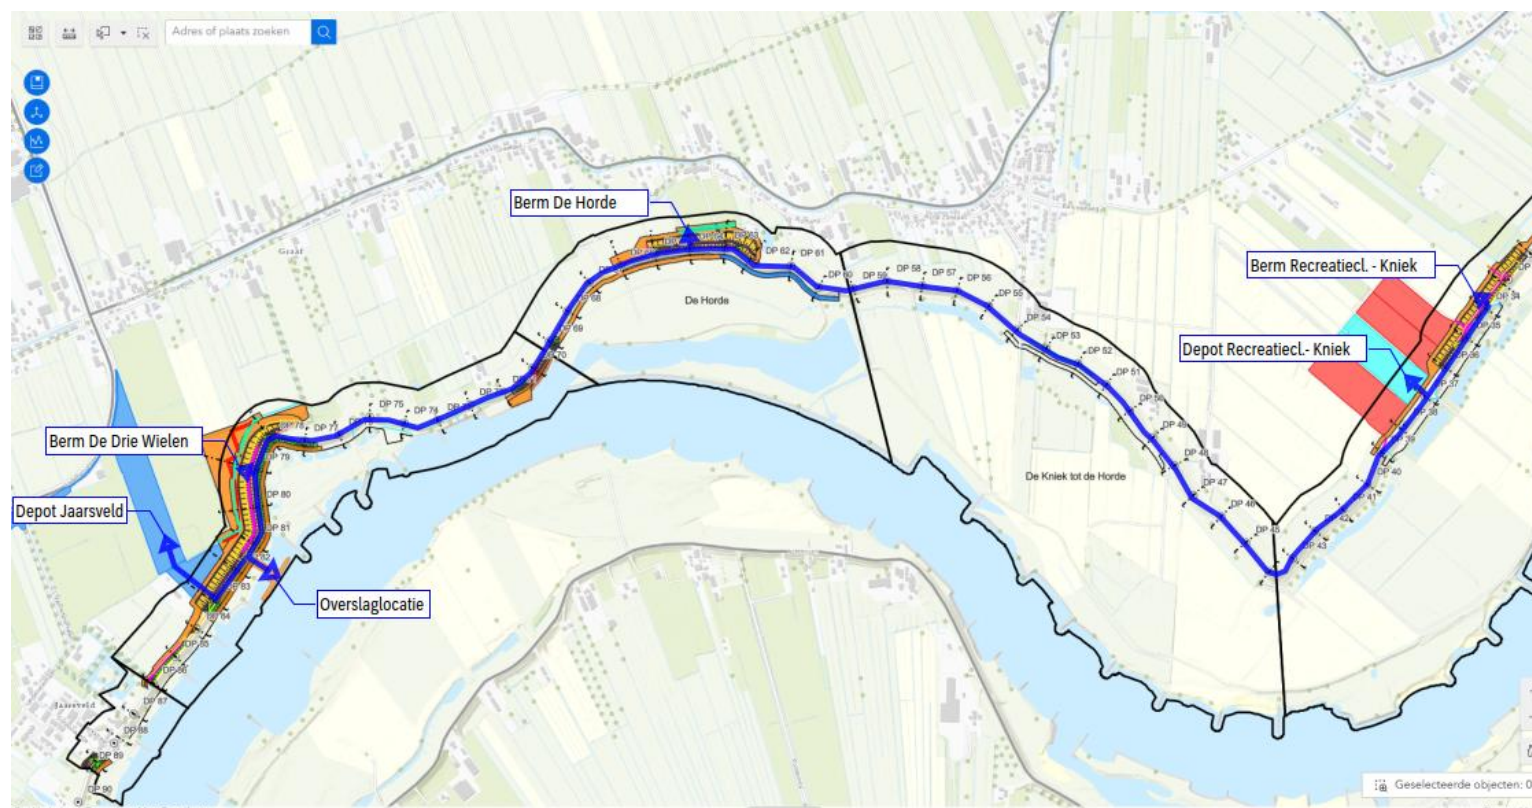 Adres of plaats zoeken
Berm De Horde
DP 62
DP 61
DP 60
DP 59
DP 58
DP 57
DP 56
DP 55
DP 54
DP 53
DP 52
DP 51
Graaf
De Horde
Berm Recreatiecl. - Kniek
DP 34
DP 35
DP 36
Depot Recreatiecl.- Kniek
DP 37
DP 38
DP 39
DP 40
DP 41
DP 42
DP 43
DP 68
DP 69
DP 70
DP 75
DP 74
DP 77
DP 78
Berm De Drie Wielen
DP 79
DP 80
DP 81
DP 49
DP 48
DP 47
DP 46
DP 45
De Kniek tot de Horde
Depot Jaarsveld
DP 83
DP 84
Overslaglocatie
DP 85
DP 86
DP 87
Jaarsveld
DP 88
DP 89
DP 90
Geselecteerde objecten: 0